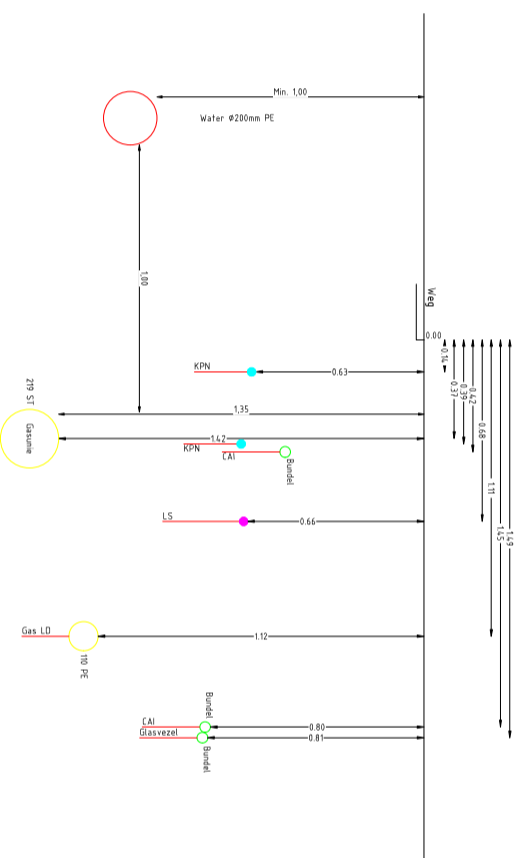 Min. 1,00
Water Ø200mm PE
1,00
Weg
0.00
0.14
0.37
0.39
0.42
0.68
1.11
1.45
1.49
KPN
0.63
219 ST
Gasunie
1,35
1.42
KPN
CAI
Bundel
LS
0.66
Gas LD
1.12
110 PE
Bundel
CAI
0.80
Glasvezel
0.81
Bundel